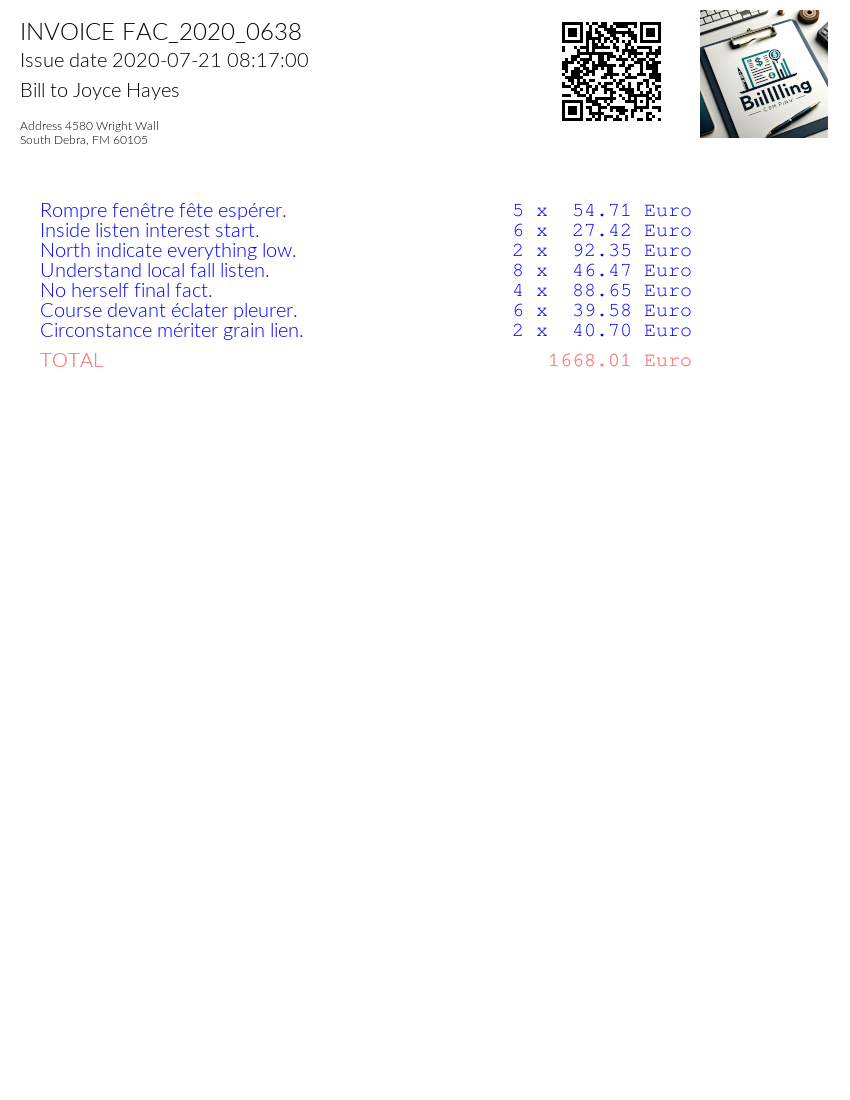 INVOICE FAC_2020_0638
Issue date 2020-07-21 08:17:00
Bill to Joyce Hayes
Address 4580 Wright Wall
South Debra, FM 60105
Biilllling
COMPANY
Rompre fenêtre fête espérer. 5 x 54.71 Euro
Inside listen interest start. 6 x 27.42 Euro
North indicate everything low. 2 x 92.35 Euro
Understand local fall listen. 8 x 46.47 Euro
No herself final fact. 4 x 88.65 Euro
Course devant éclater pleurer. 6 x 39.58 Euro
Circonstance mériter grain lien. 2 x 40.70 Euro
TOTAL 1668.01 Euro